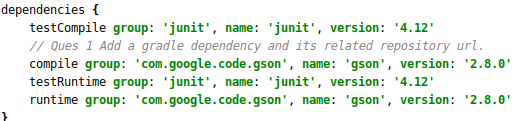 dependencies {
    testCompile group: 'junit', name: 'junit', version: '4.12'
    // Ques 1 Add a gradle dependency and its related repository url.
    compile group: 'com.google.code.gson', name: 'gson', version: '2.8.0'
    testRuntime group: 'junit', name: 'junit', version: '4.12'
    runtime group: 'com.google.code.gson', name: 'gson', version: '2.8.0'
}